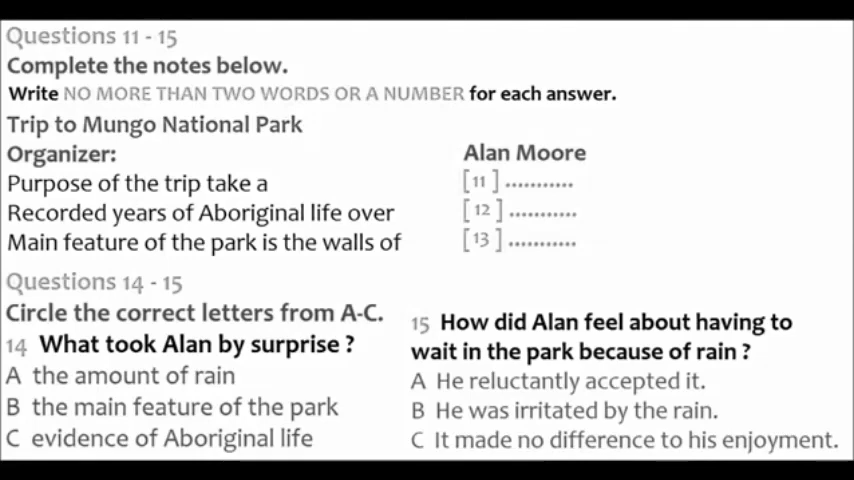 Questions 11 - 15
Complete the notes below.
Write NO MORE THAN TWO WORDS OR A NUMBER for each answer.
Trip to Mungo National Park
Organizer: Alan Moore
Purpose of the trip take a [ 11 ] ...........
Recorded years of Aboriginal life over [ 12 ] ...........
Main feature of the park is the walls of [ 13 ] ...........
Questions 14 - 15
Circle the correct letters from A-C.
14 What took Alan by surprise ?
A the amount of rain
B the main feature of the park
C evidence of Aboriginal life
15 How did Alan feel about having to
wait in the park because of rain ?
A He reluctantly accepted it.
B He was irritated by the rain.
C It made no difference to his enjoyment.